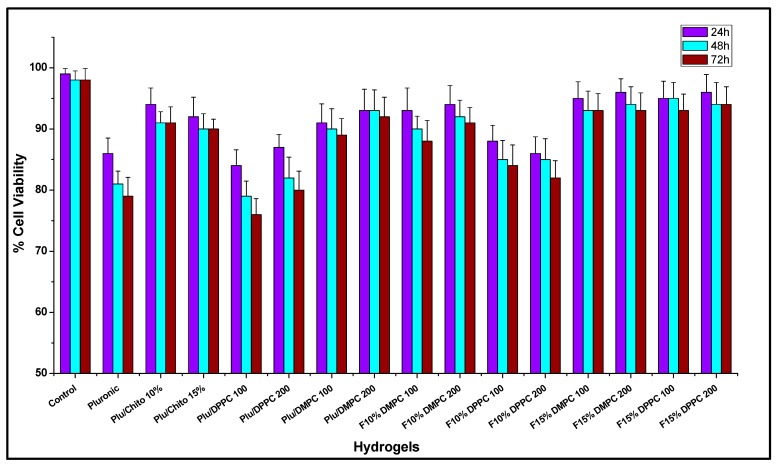 24h
48h
72h
% Cell Viability
100
90
80
70
60
50
Control
Pluronic
Plu/Chito 10%
Plu/Chito 15%
Plu/DPPC 100
Plu/DPPC 200
Plu/DMPC 100
Plu/DMPC 200
F10% DMPC 100
F10% DMPC 200
F10% DPPC 100
F10% DPPC 200
F15% DMPC 100
F15% DMPC 200
F15% DPPC 100
F15% DPPC 200
Hydrogels